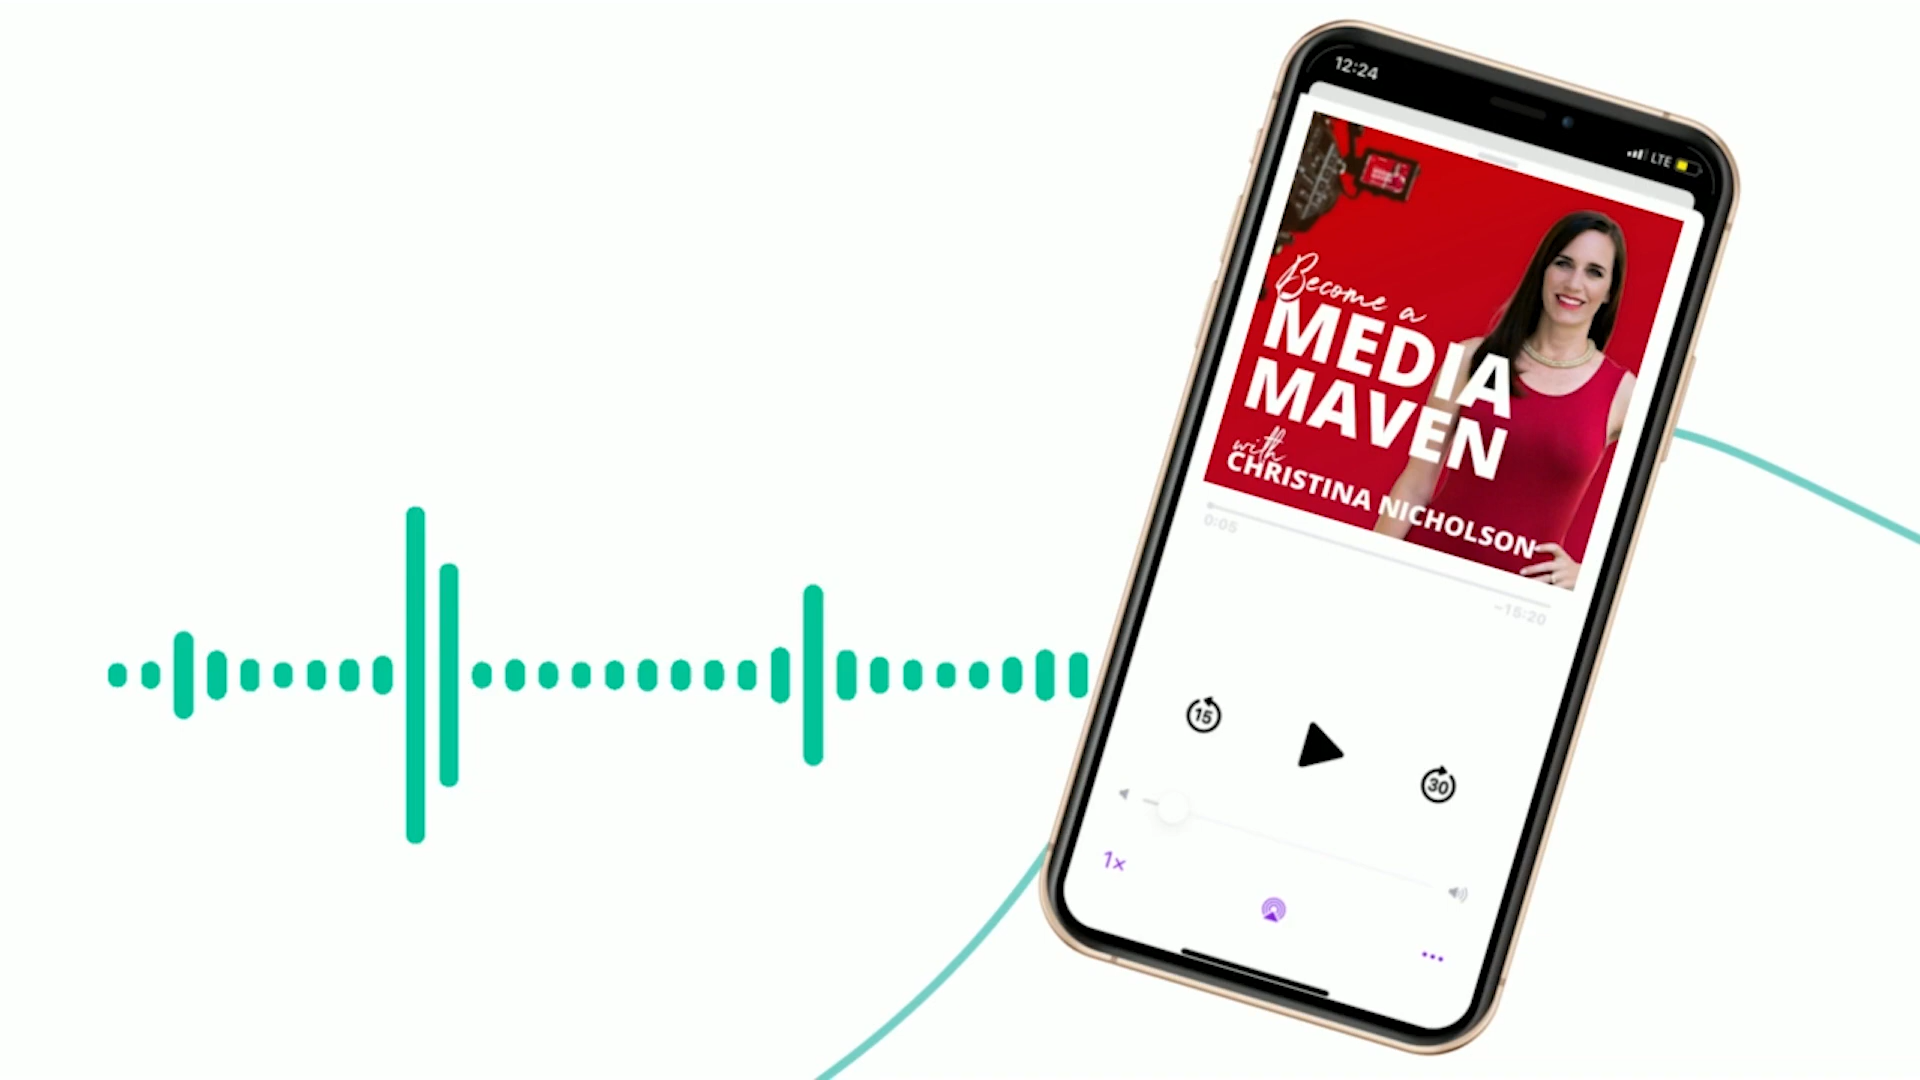 12:24
LTE
Become a
MEDIA
MAVEN
with
CHRISTINA NICHOLSON
0:05
-15:20
15
30
1x